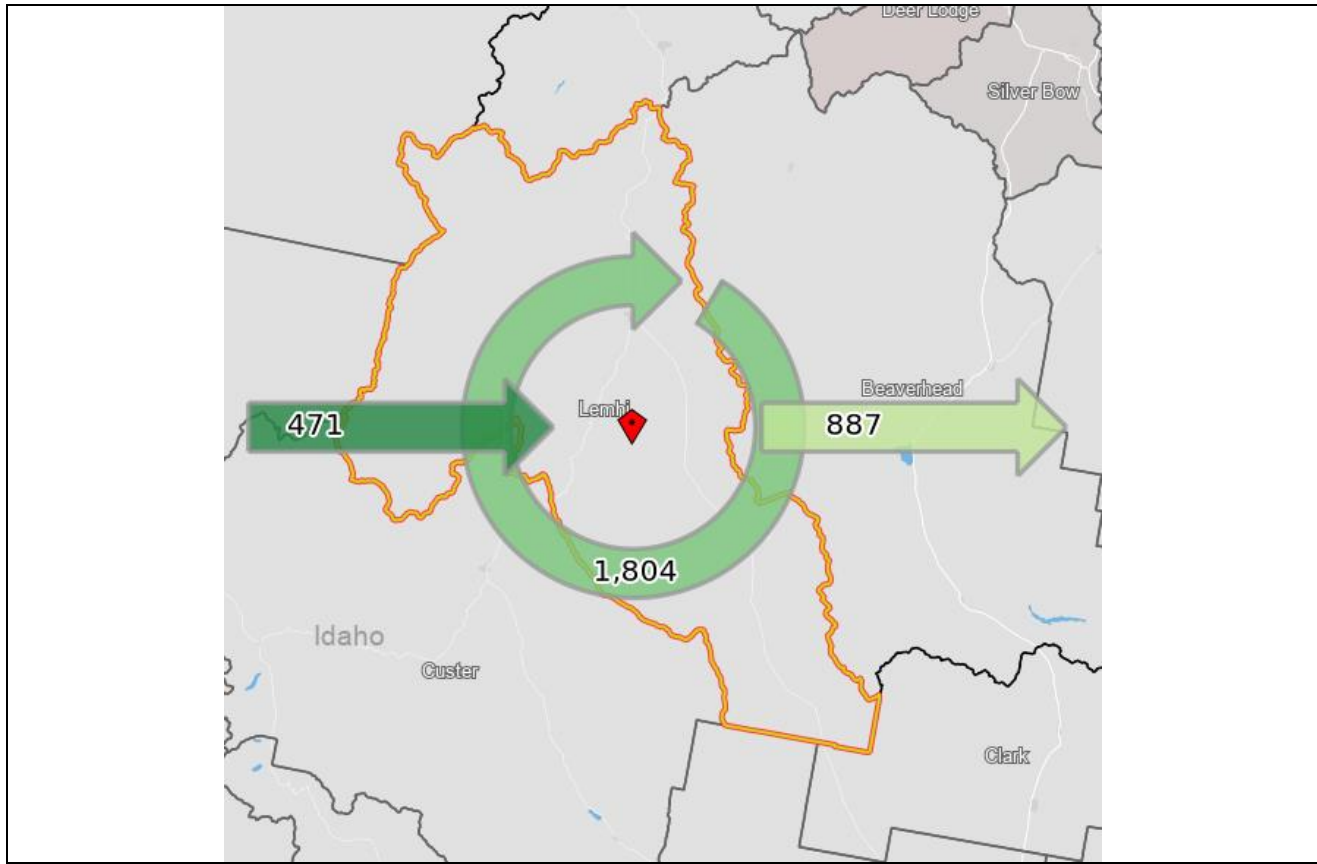 Deer Lodge
Silver Bow
Lemhi
Beaverhead
471
887
1,804
Idaho
Custer
Clark